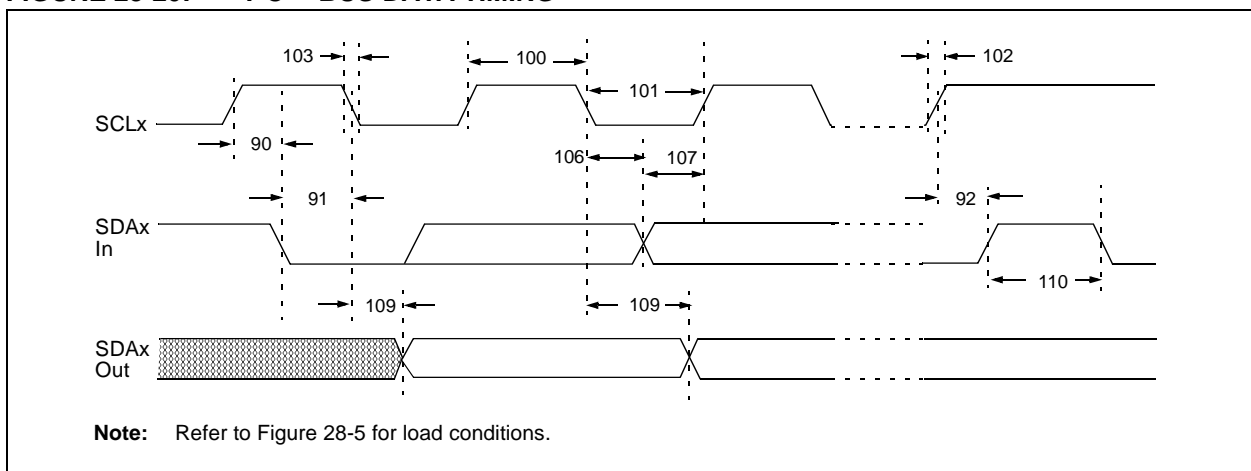 103
100
102
101
SCLx
90
106
107
91
92
SDAx
In
110
109
109
SDAx
Out
Note: Refer to Figure 28-5 for load conditions.